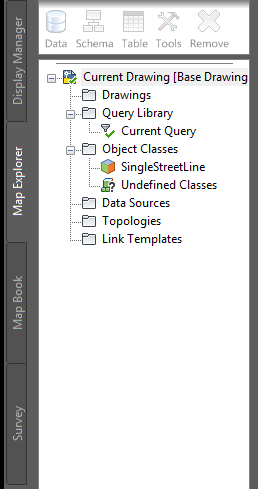 Data Schema Table Tools Remove
Current Drawing [Base Drawing
Drawings
Query Library
Current Query
Object Classes
SingleStreetLine
Undefined Classes
Data Sources
Topologies
Link Templates
Display Manager
Map Explorer
Map Book
Survey